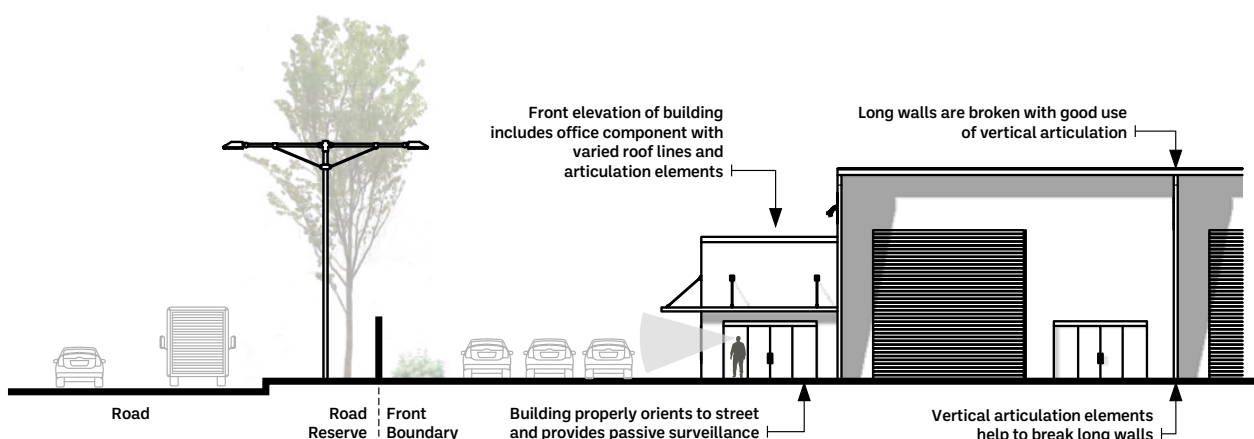 Front elevation of building
includes office component with
varied roof lines and
articulation elements
Long walls are broken with good use
of vertical articulation
Road
Road
Reserve
Front
Boundary
Building properly orients to street
and provides passive surveillance
Vertical articulation elements
help to break long walls